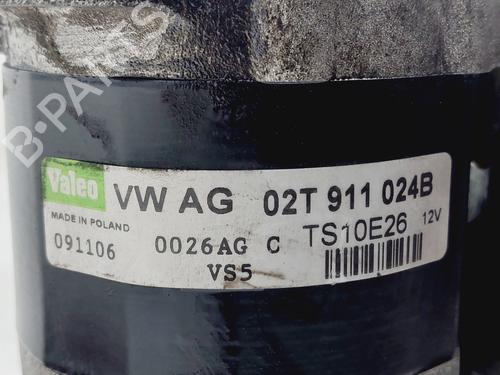 B-PARTS
Valeo VW AG 02T 911 024B
MADE IN POLAND TS10E26 12V
091106 0026AG C
VS5